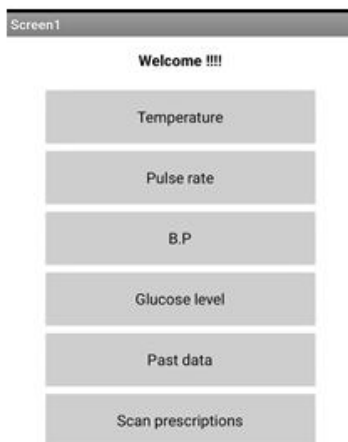 Screen1
Welcome !!!!
Temperature
Pulse rate
B.P
Glucose level
Past data
Scan prescriptions